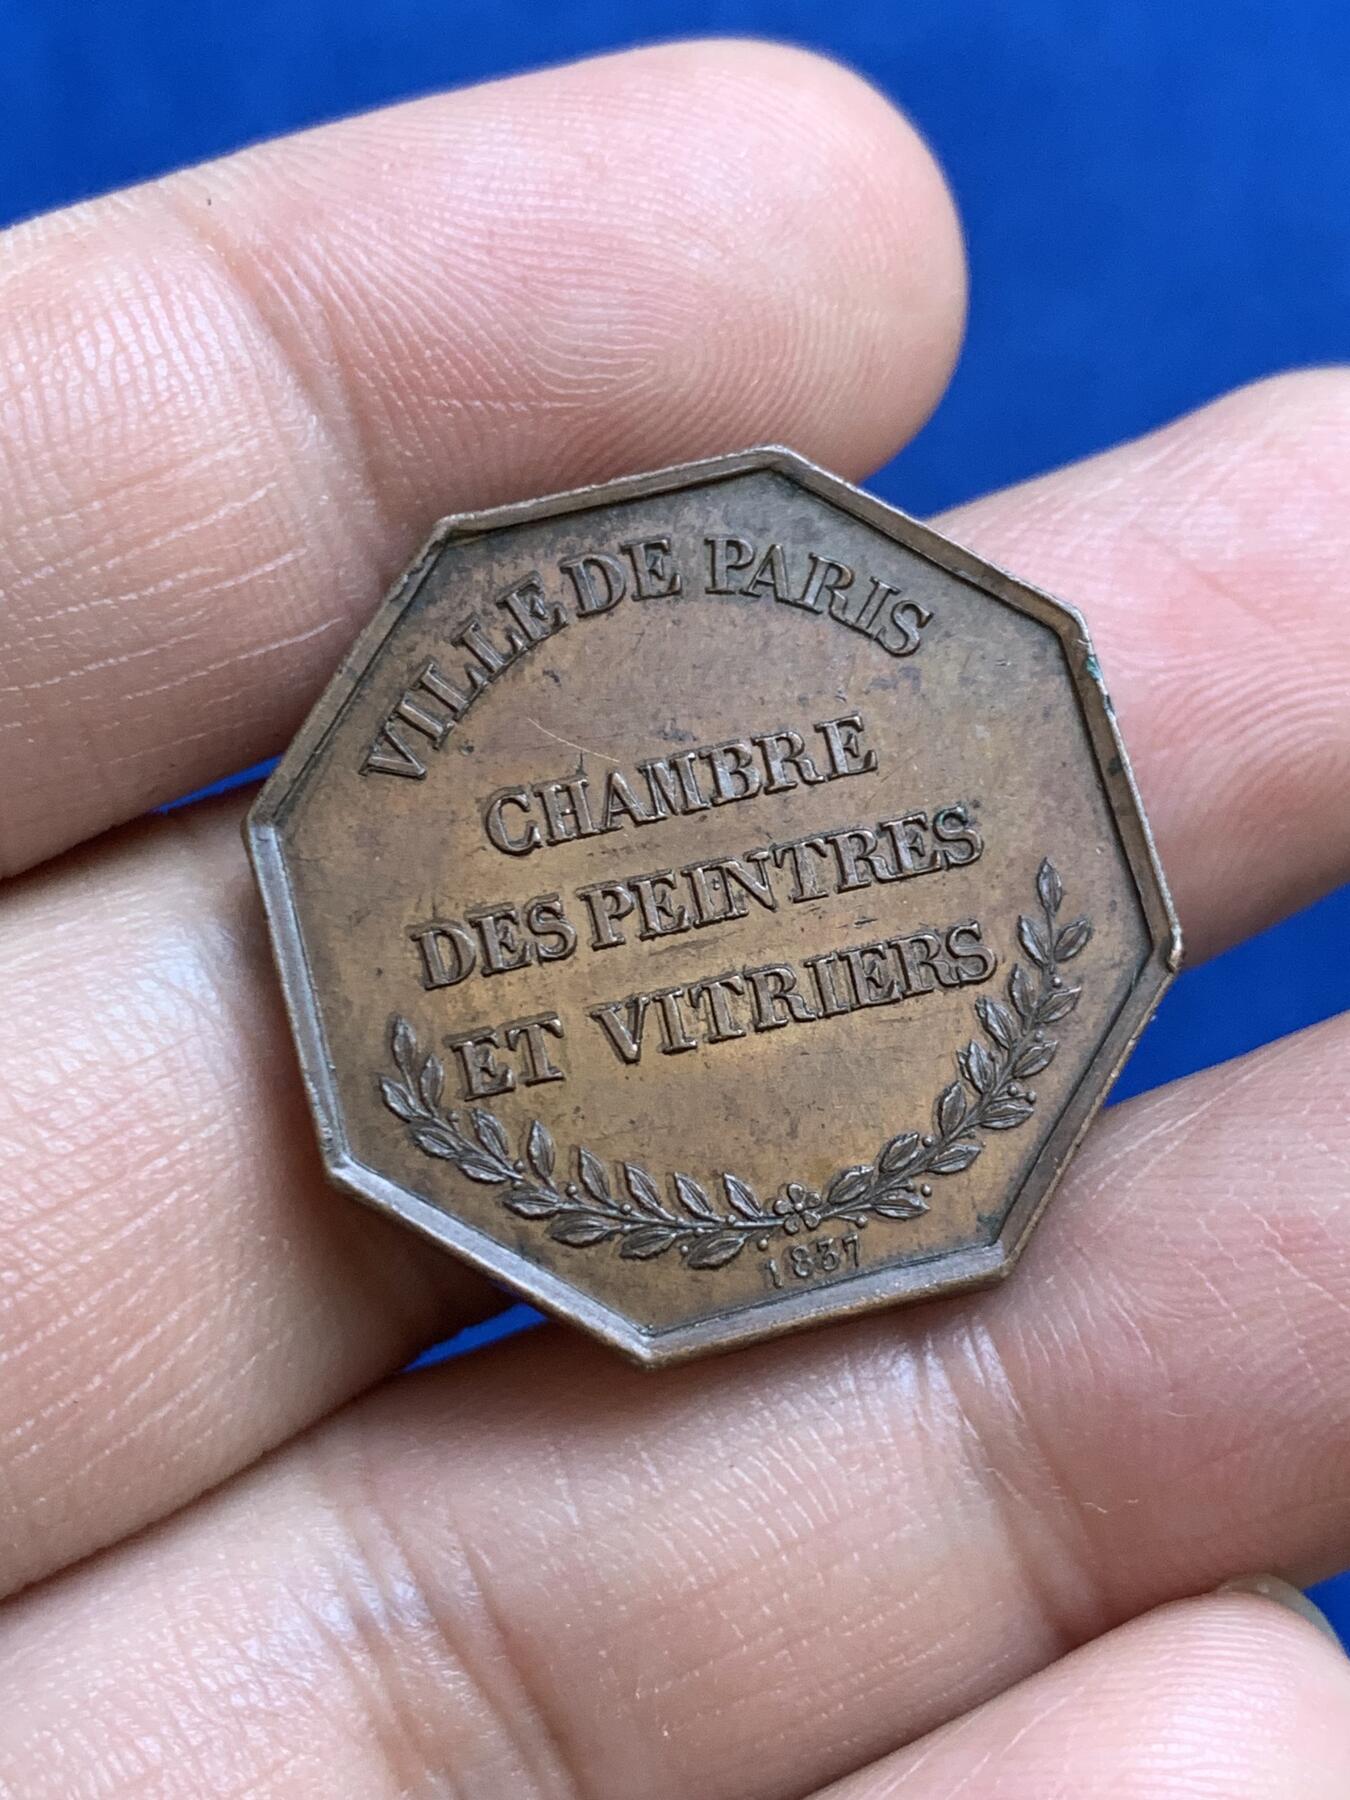 VILLE DE PARIS
CHAMBRE
DES PEINTRES
ET VITRIERS
1837